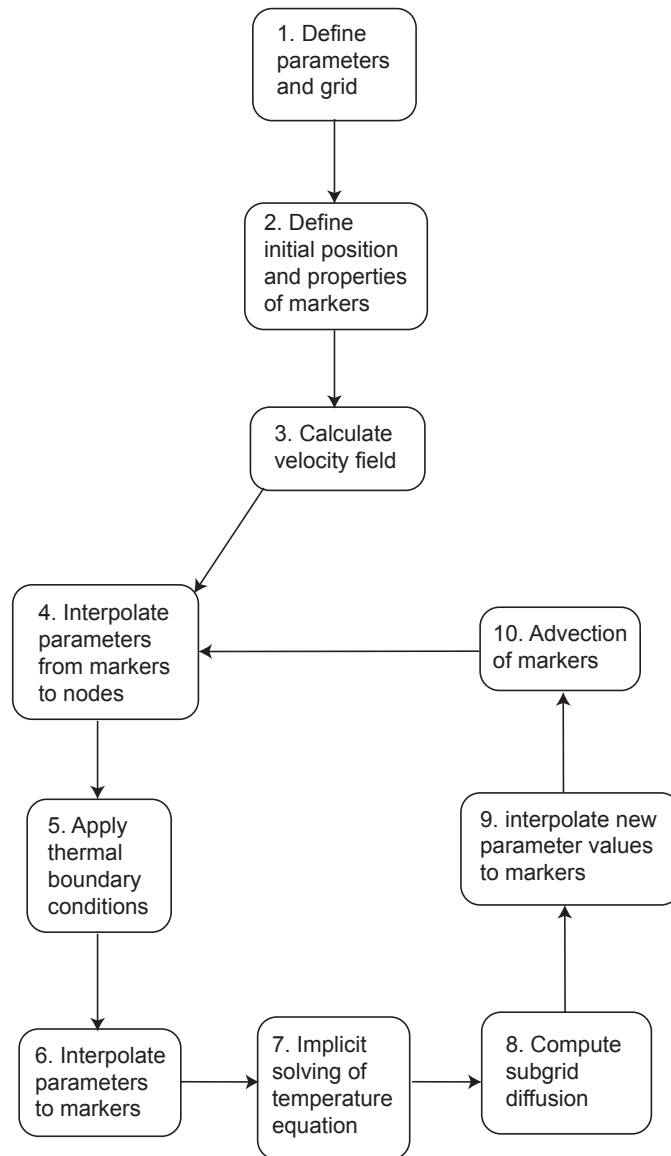 1. Define
parameters
and grid
2. Define
initial position
and properties
of markers
3. Calculate
velocity field
4. Interpolate
parameters
from markers
to nodes
5. Apply
thermal
boundary
conditions
6. Interpolate
parameters
to markers
7. Implicit
solving of
temperature
equation
8. Compute
subgrid
diffusion
9. interpolate new
parameter values
to markers
10. Advection
of markers